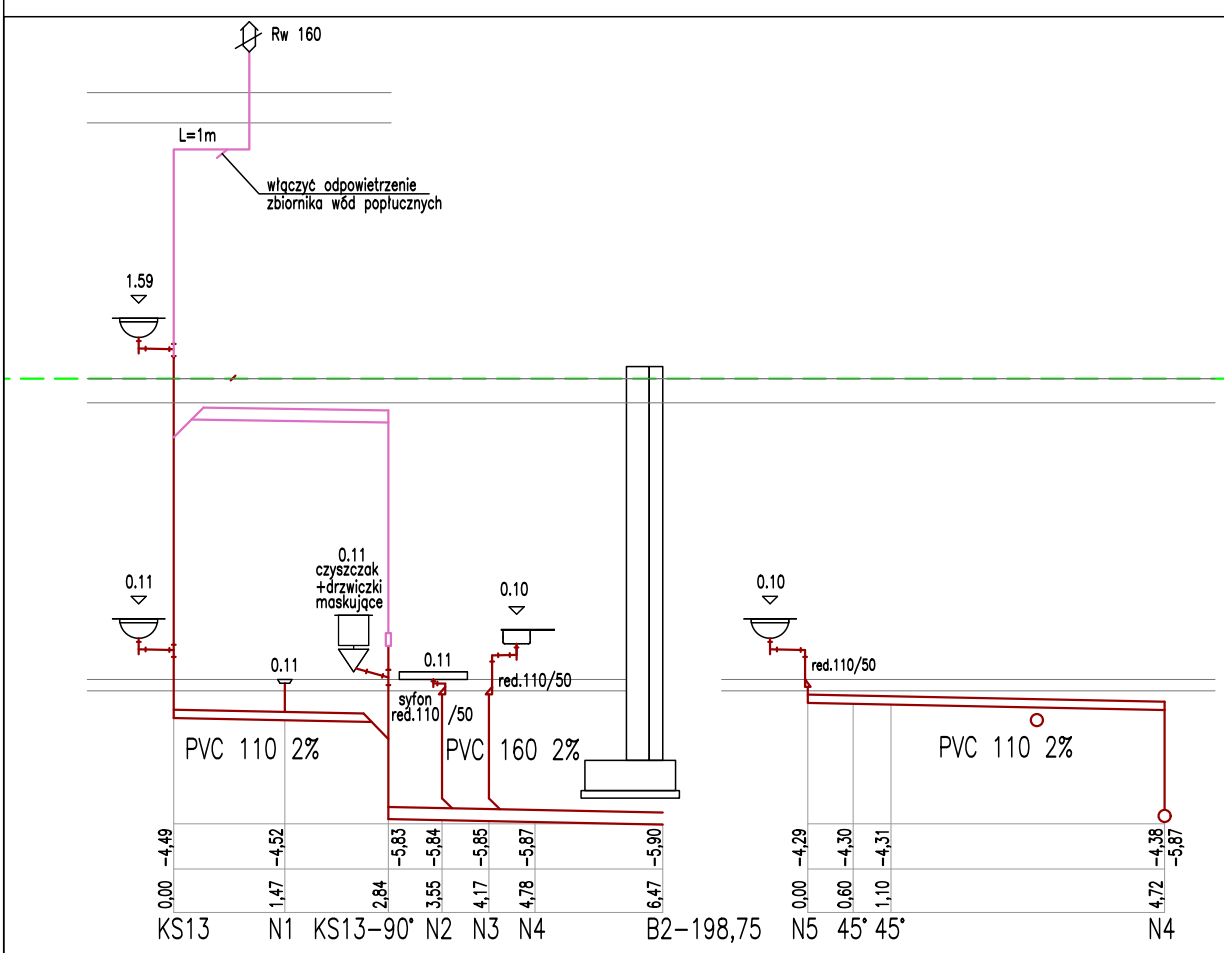 Rw 160
L=1m
włączyć odpowietrzenie
zbiornika wód popłucznych
1.59
0.11
0.11
0.11
czyszczak
+drzwiczki
maskujące
0.11
syfon
red.110 /50
0.10
red.110/50
0.10
red.110/50
PVC 110 2%
PVC 160 2%
PVC 110 2%
-4,49
-4,52
-5,83
-5,84
-5,85
-5,87
-5,90
-4,29
-4,30
-4,31
-4,38
-5,87
0,00
1,47
2,84
3,55
4,17
4,78
6,47
0,00
0,60
1,10
4,72
KS13
N1
KS13-90°
N2
N3
N4
B2-198,75
N5
45°
45°
N4